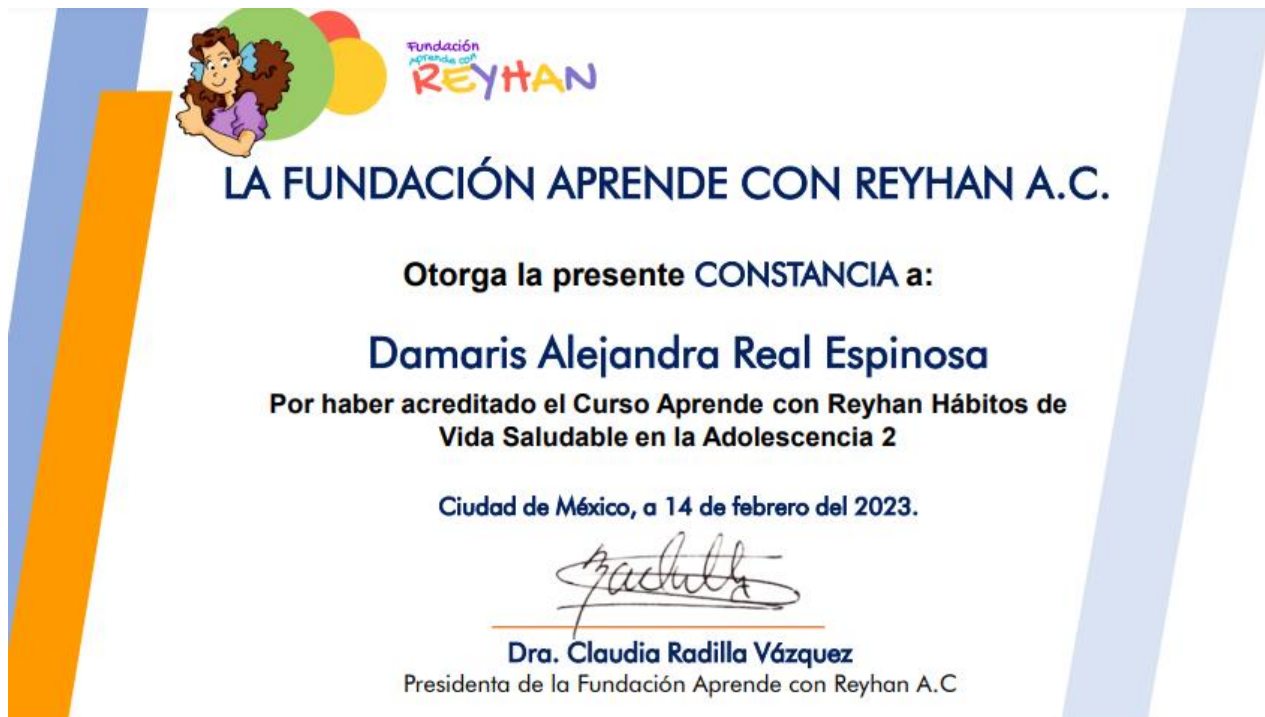 Fundación
aprende con
REYHAN
LA FUNDACIÓN APRENDE CON REYHAN A.C.
Otorga la presente CONSTANCIA a:
Damaris Alejandra Real Espinosa
Por haber acreditado el Curso Aprende con Reyhan Hábitos de
Vida Saludable en la Adolescencia 2
Ciudad de México, a 14 de febrero del 2023.
Dra. Claudia Radilla Vázquez
Presidenta de la Fundación Aprende con Reyhan A.C